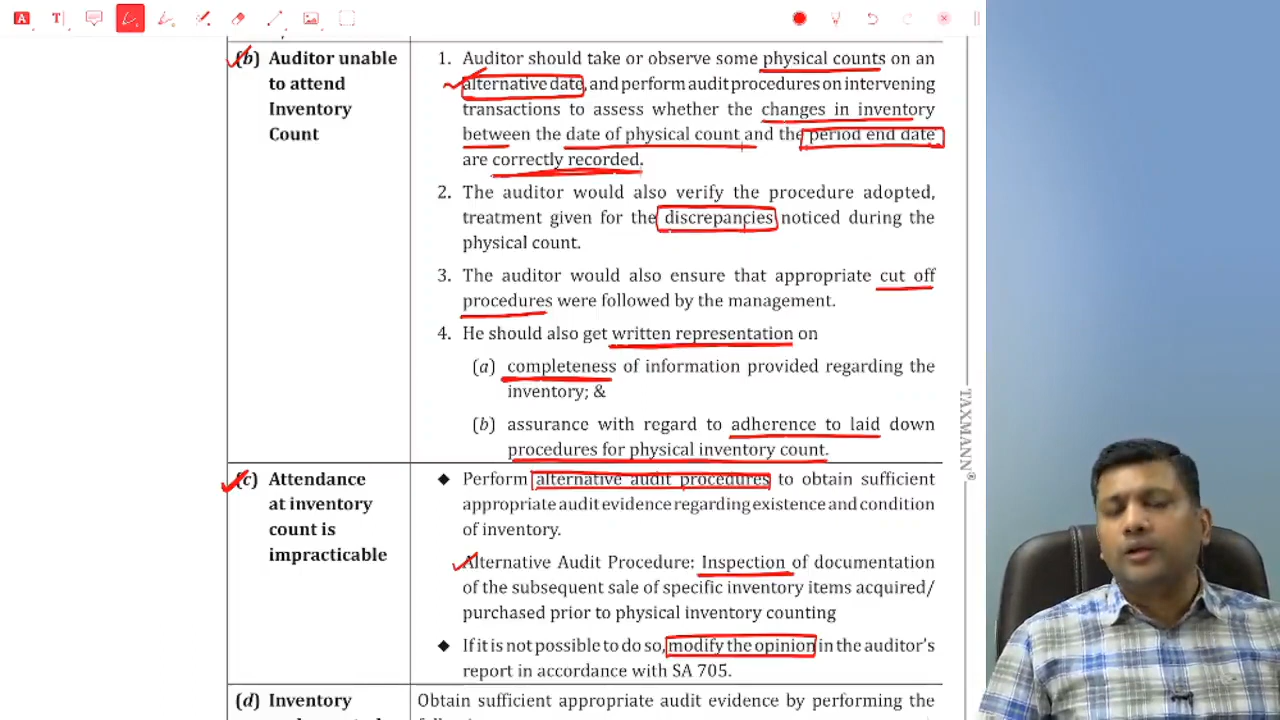 A T
(b) Auditor unable
to attend
Inventory
Count
1. Auditor should take or observe some physical counts on an
alternative date, and perform audit procedures on intervening
transactions to assess whether the changes in inventory
between the date of physical count and the period end date
are correctly recorded.
2. The auditor would also verify the procedure adopted,
treatment given for the discrepancies noticed during the
physical count.
3. The auditor would also ensure that appropriate cut off
procedures were followed by the management.
4. He should also get written representation on
(a) completeness of information provided regarding the
inventory; &
(b) assurance with regard to adherence to laid down
procedures for physical inventory count.
(c) Attendance
at inventory
count is
impracticable
◆ Perform alternative audit procedures to obtain sufficient
appropriate audit evidence regarding existence and condition
of inventory.
Alternative Audit Procedure: Inspection of documentation
of the subsequent sale of specific inventory items acquired/
purchased prior to physical inventory counting
◆ If it is not possible to do so, modify the opinion in the auditor's
report in accordance with SA 705.
(d) Inventory
Obtain sufficient appropriate audit evidence by performing the
TAXMANN®